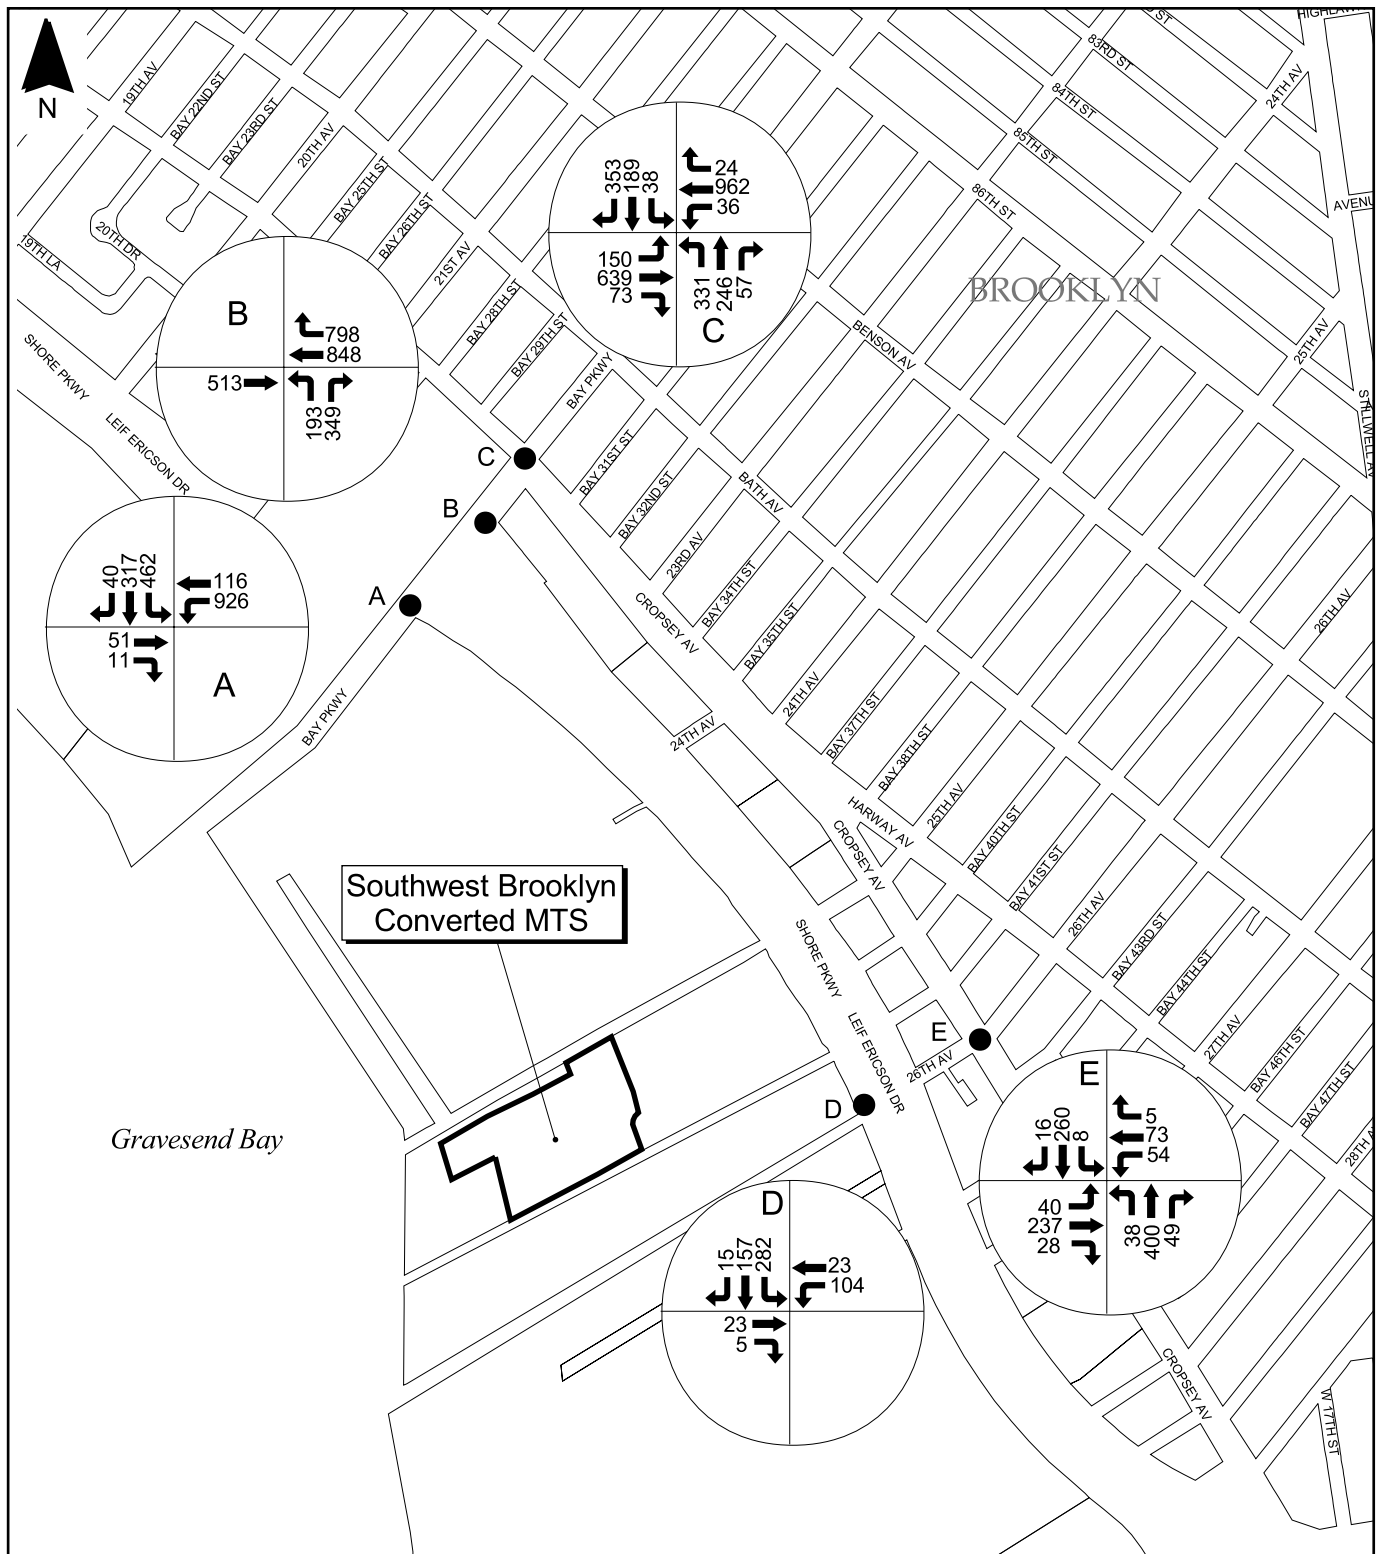 HIGHLAWN
D ST
83RD ST
24TH AV
84TH ST
19TH AV
BAY 22ND ST
BAY 23RD ST
20TH AV
85TH ST
N
BAY 25TH ST
BAY 26TH ST
21ST AV
86TH ST
AVENU
353
189
38
24
962
36
150
639
73
331
246
57
C
20TH DR
19TH LA
BROOKLYN
BAY 28TH ST
BAY 29TH ST
BAY PKWY
BENSON AV
25TH AV
STILLWELL AV
B
798
848
513
193
349
SHORE PKWY
LEIF ERICSON DR
C
BAY 31ST ST
BAY 32ND ST
BATH AV
B
23RD AV
BAY 34TH ST
BAY 35TH ST
26TH AV
40
317
462
116
926
51
11
A
A
CROPSEY AV
24TH AV
BAY 37TH ST
BAY 38TH ST
BAY PKWY
24TH AV
25TH AV
HARWAY AV
CROPSEY AV
BAY 40TH ST
BAY 41ST ST
26TH AV
BAY 43RD ST
BAY 44TH ST
27TH AV
BAY 46TH ST
BAY 47TH ST
28TH AV
Southwest Brooklyn
Converted MTS
SHORE PKWY
LEIF ERICSON DR
E
26TH AV
D
Gravesend Bay
E
16
260
8
5
73
54
40
237
28
38
400
49
D
15
157
282
23
104
23
5
CROPSEY AV
W 17TH ST